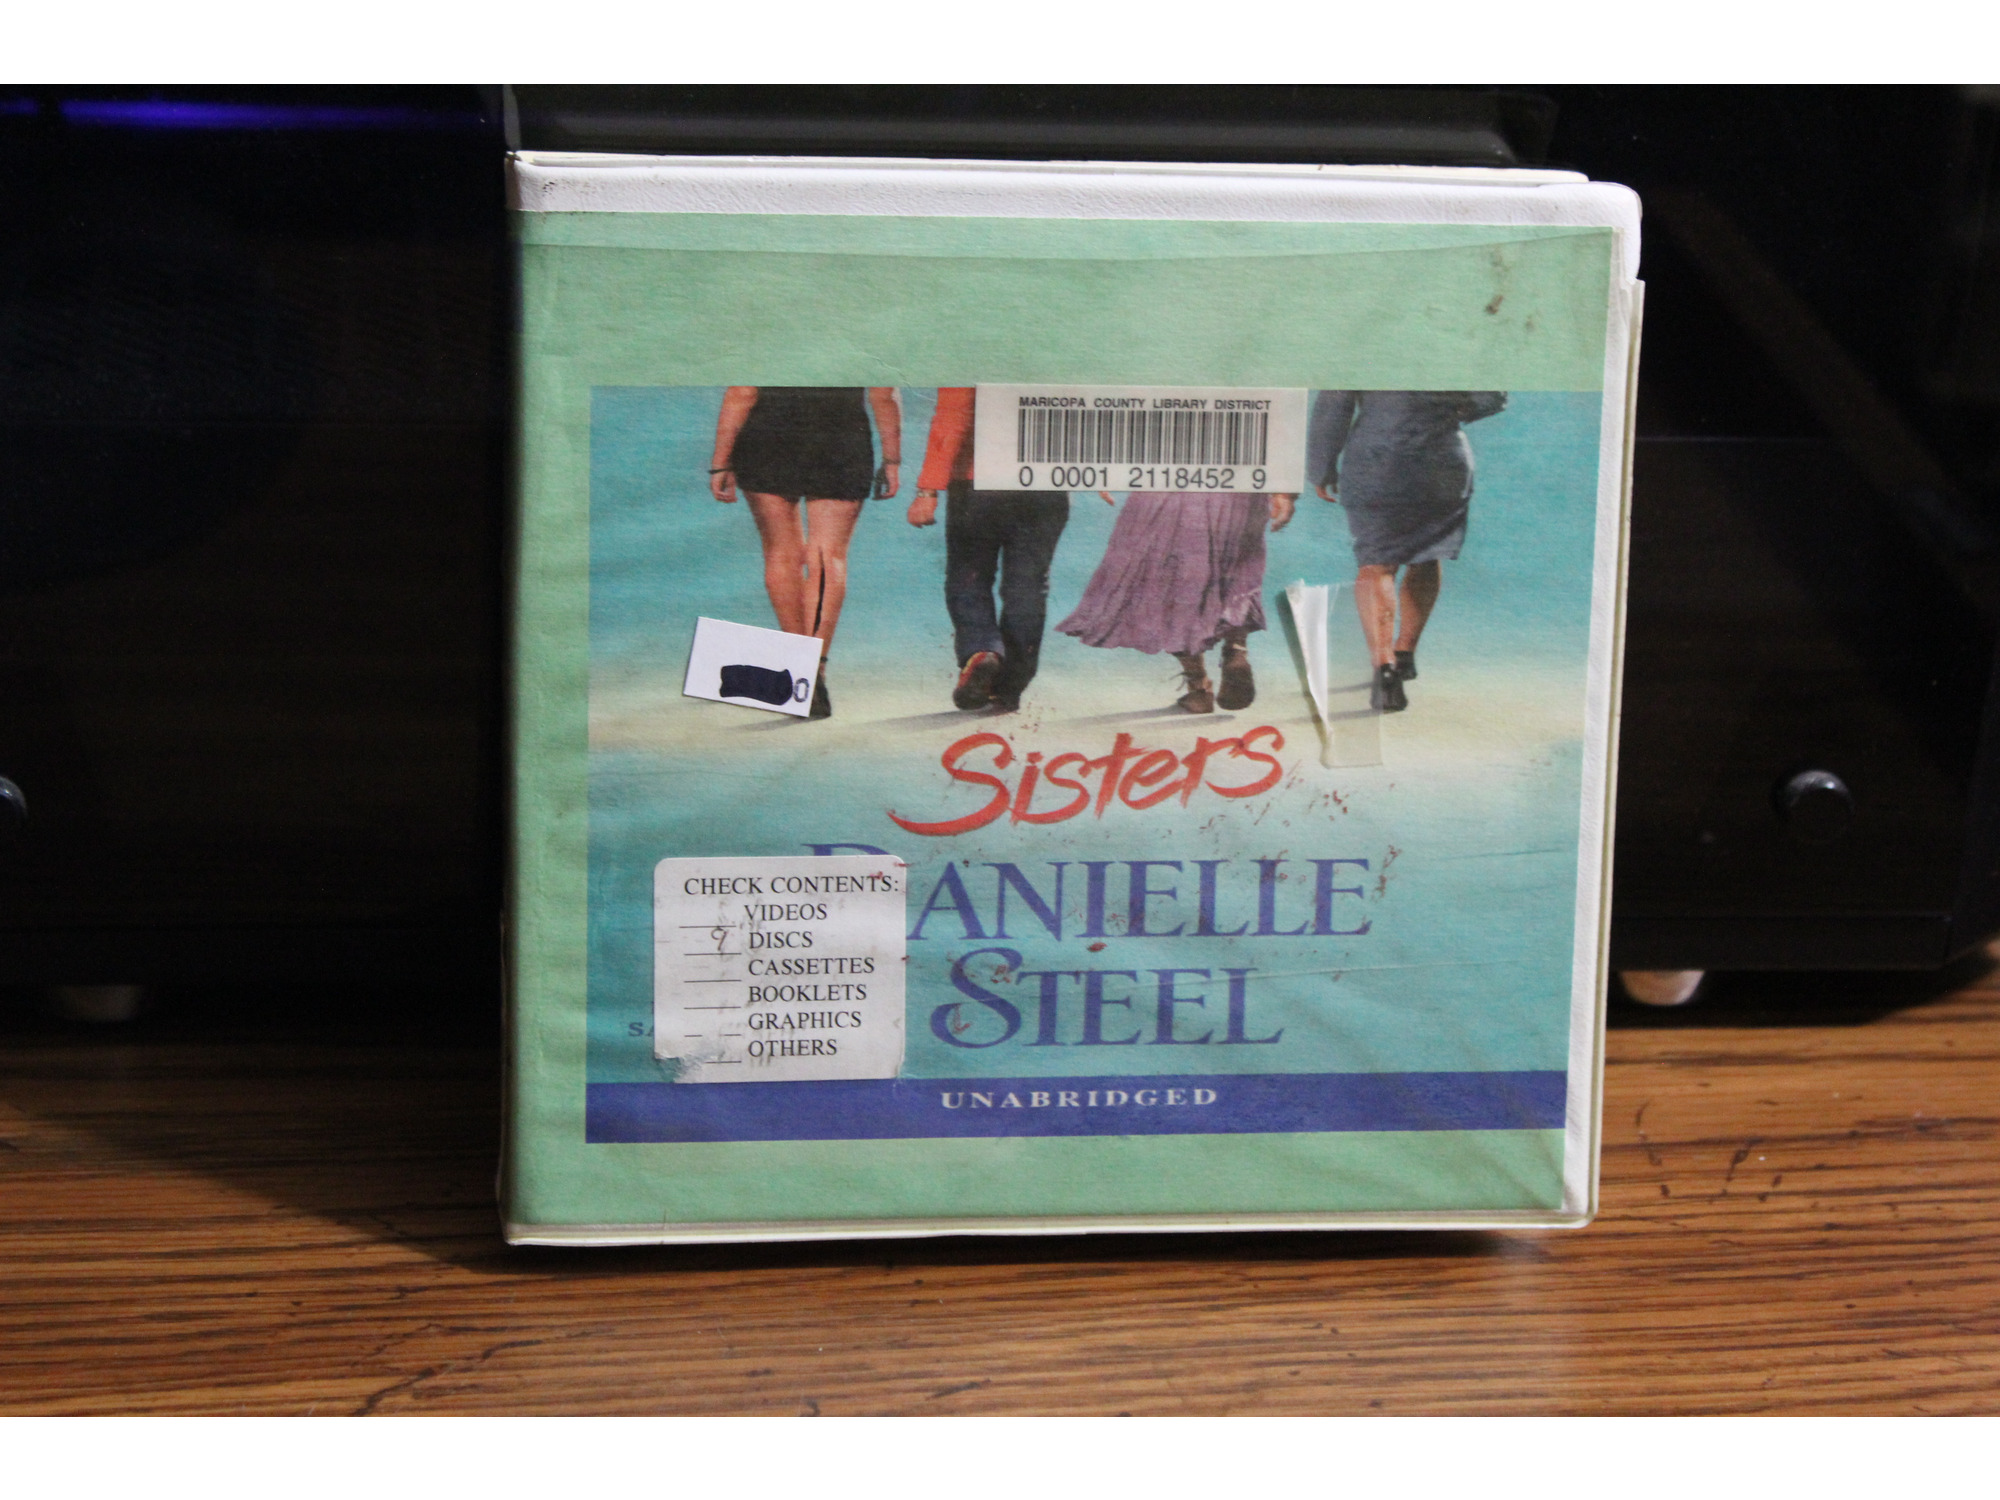 MARICOPA COUNTY LIBRARY DISTRICT
0 0001 2118452 9
Sisters
DANIELLE
STEEL
CHECK CONTENTS:
VIDEOS
9 DISCS
CASSETTES
BOOKLETS
GRAPHICS
OTHERS
UNABRIDGED